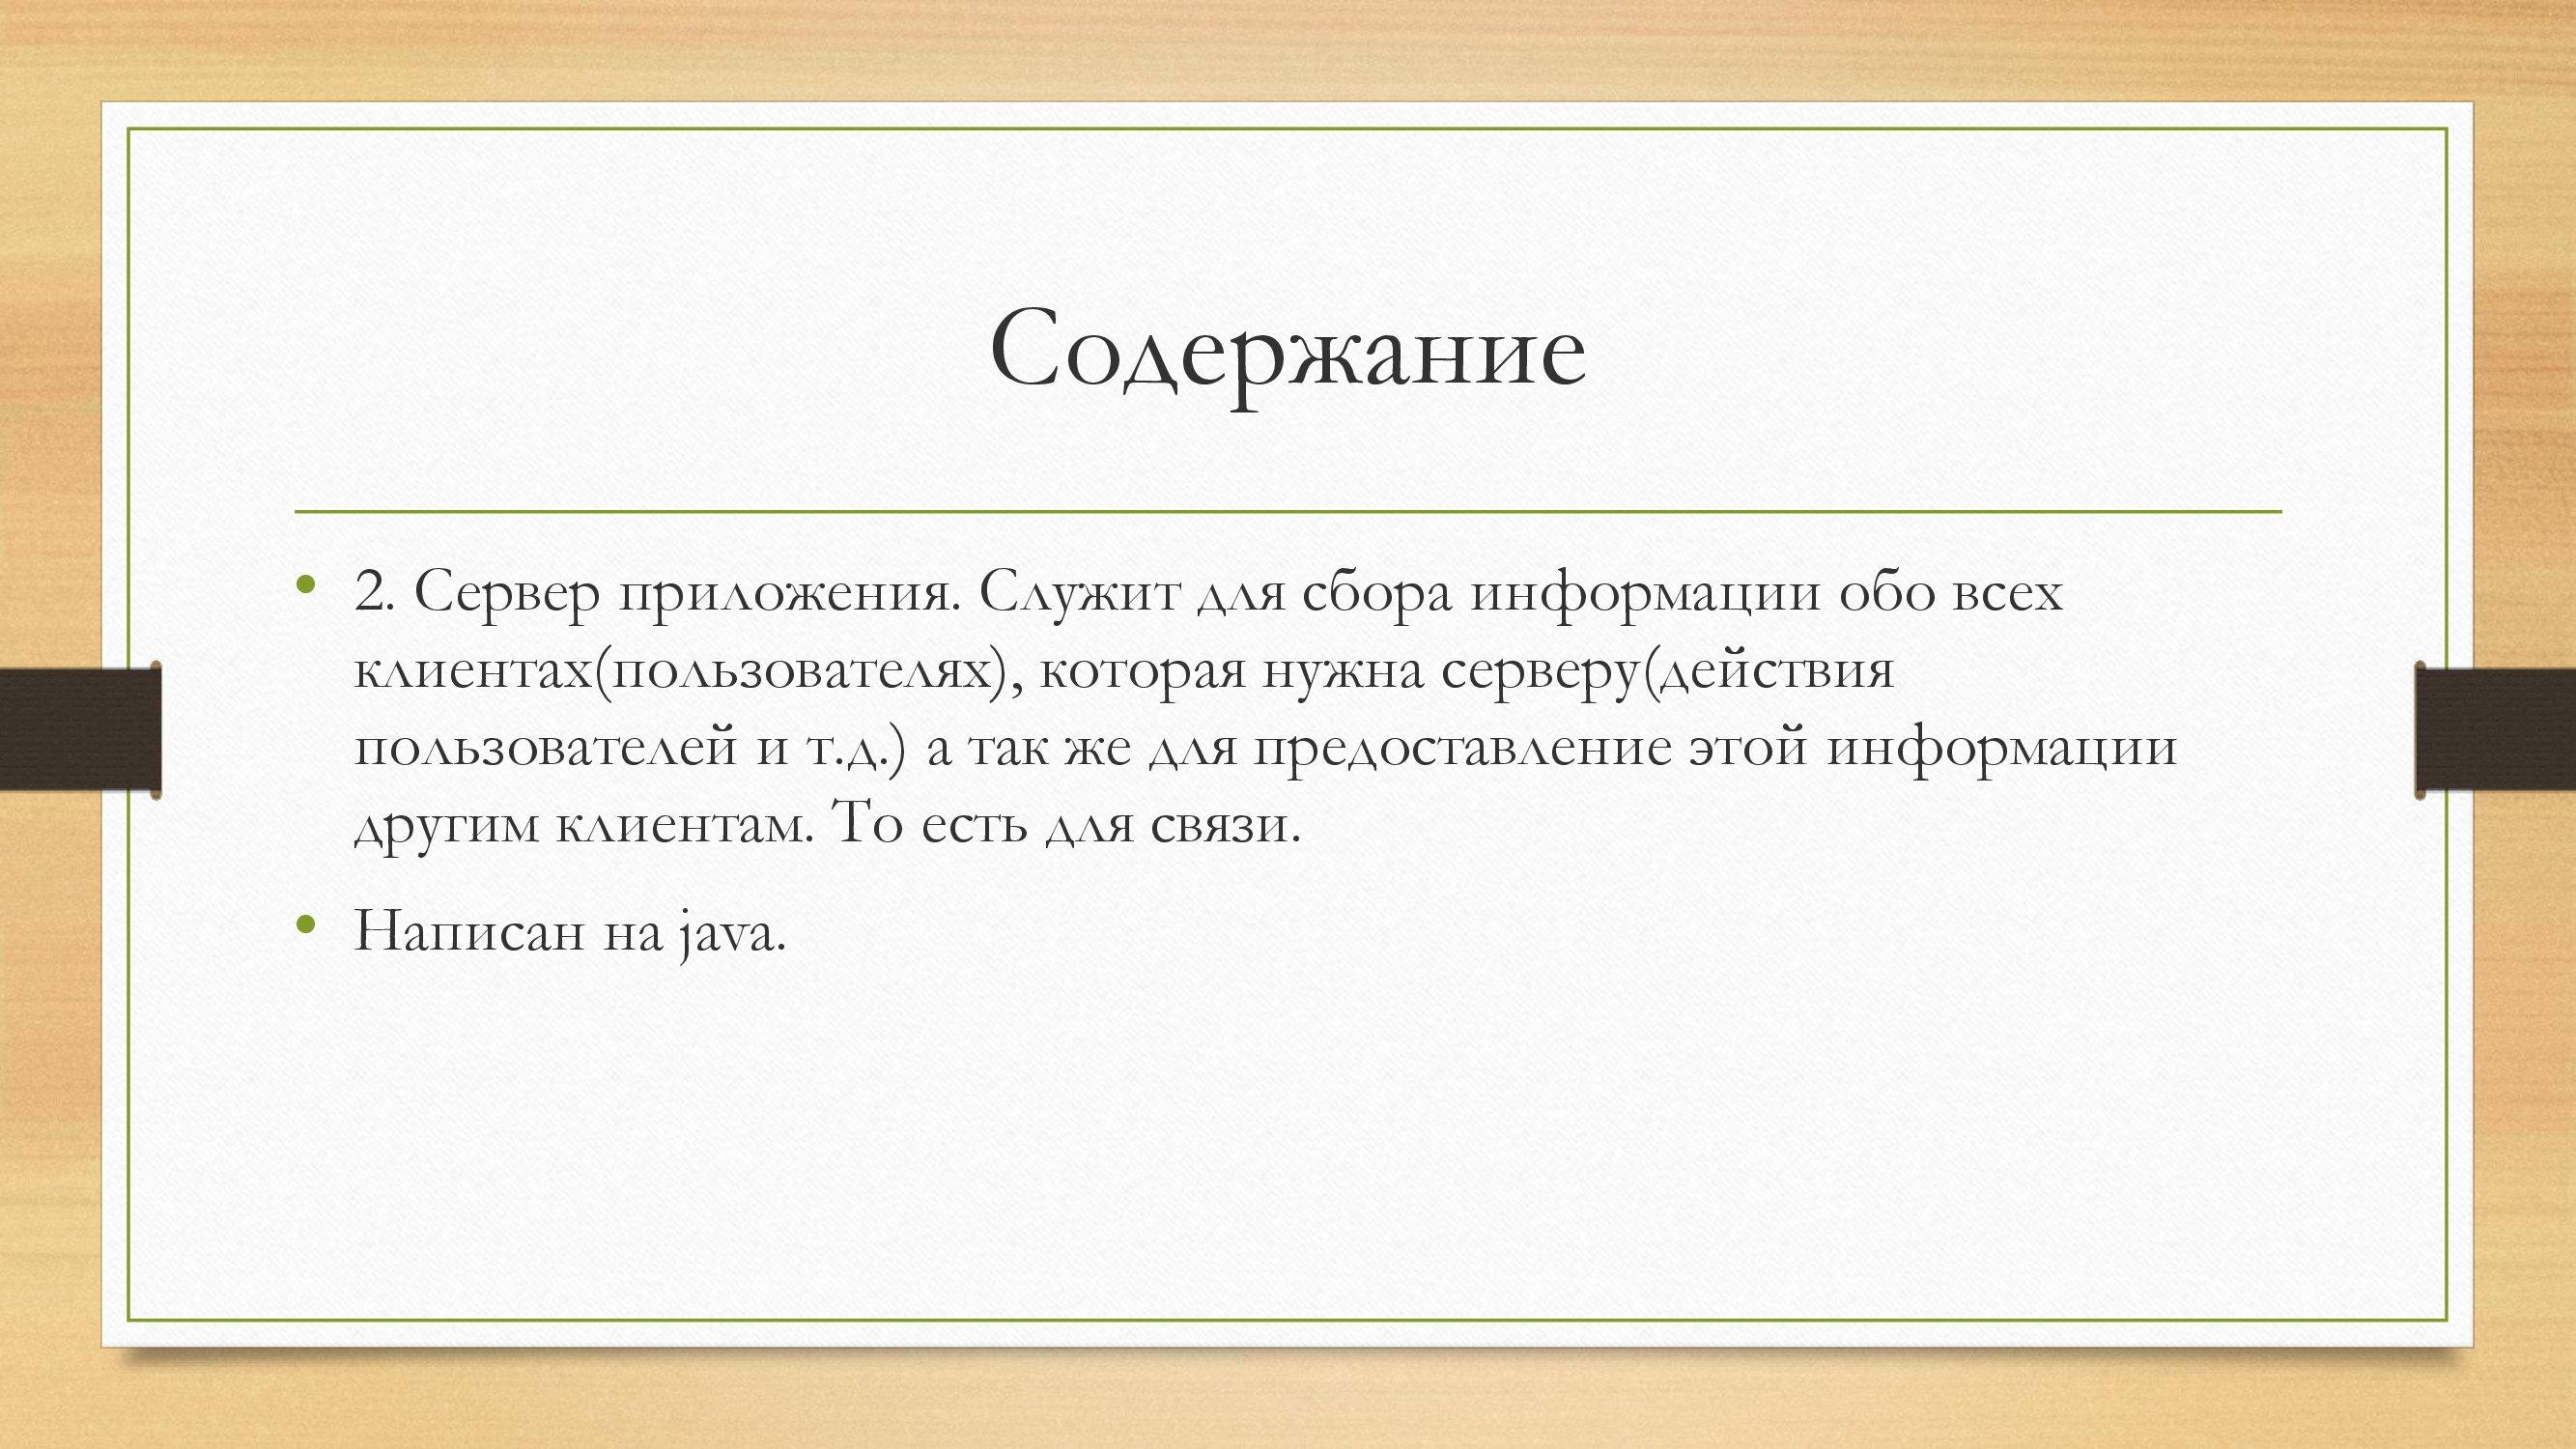 Содержание
• 2. Сервер приложения. Служит для сбора информации обо всех
клиентах(пользователях), которая нужна серверу(действия
пользователей и т.д.) а так же для предоставление этой информации
другим клиентам. То есть для связи.
• Написан на java.